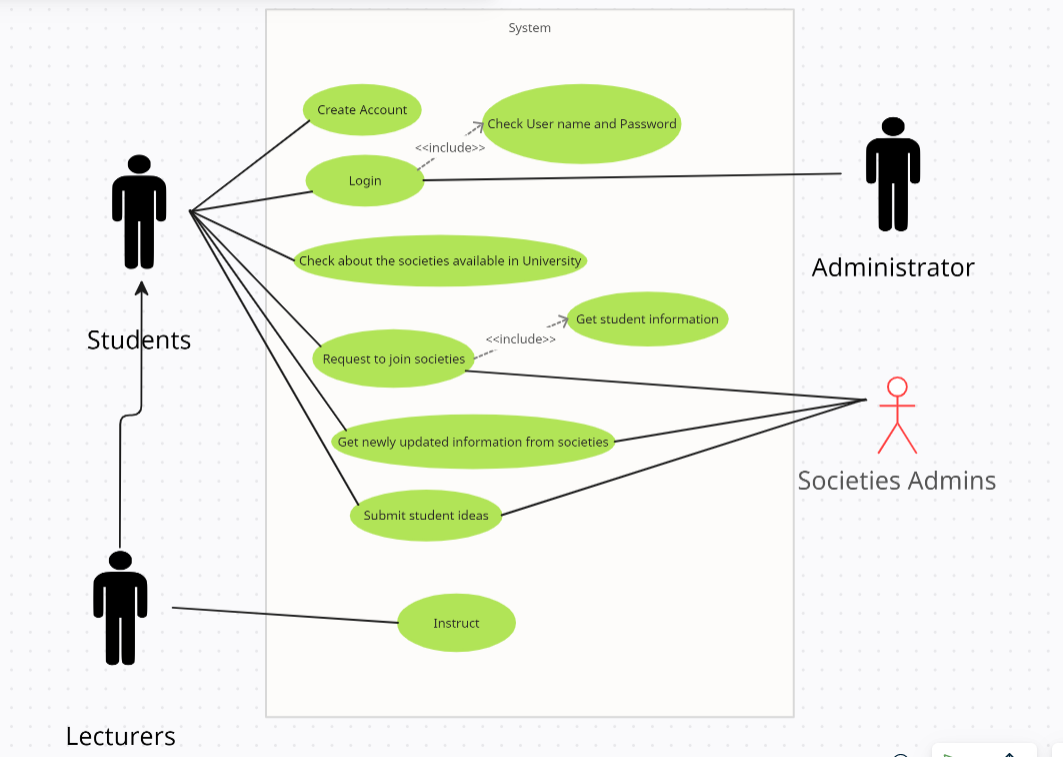 System
Create Account
Check User name and Password
<<include>>
Login
Administrator
Check about the societies available in University
Get student information
<<include>>
Students
Request to join societies
Get newly updated information from societies
Societies Admins
Submit student ideas
Instruct
Lecturers